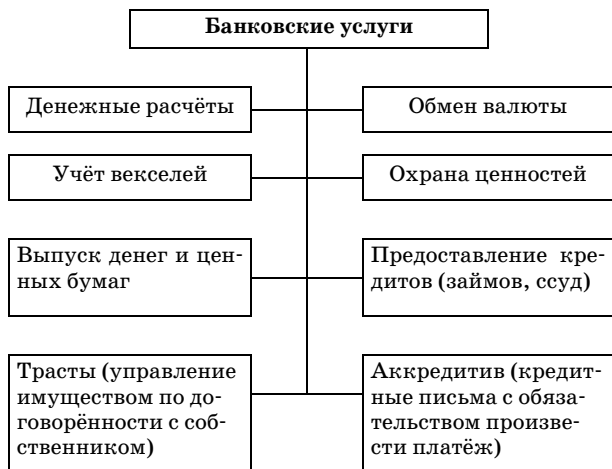 Банковские услуги
Денежные расчёты
Обмен валюты
Учёт векселей
Охрана ценностей
Выпуск денег и цен-
ных бумаг
Предоставление кре-
дитов (займов, ссуд)
Трасты (управление
имуществом по до-
говорённости с соб-
ственником)
Аккредитив (кредит-
ные письма с обяза-
тельством произве-
сти платёж)